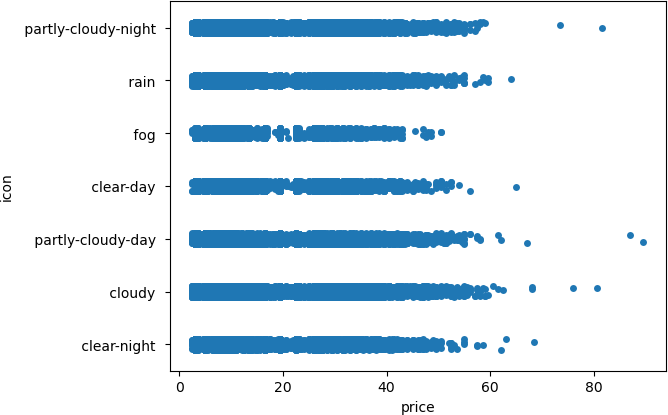 partly-cloudy-night
rain
fog
clear-day
partly-cloudy-day
cloudy
clear-night
icon
0 20 40 60 80
price